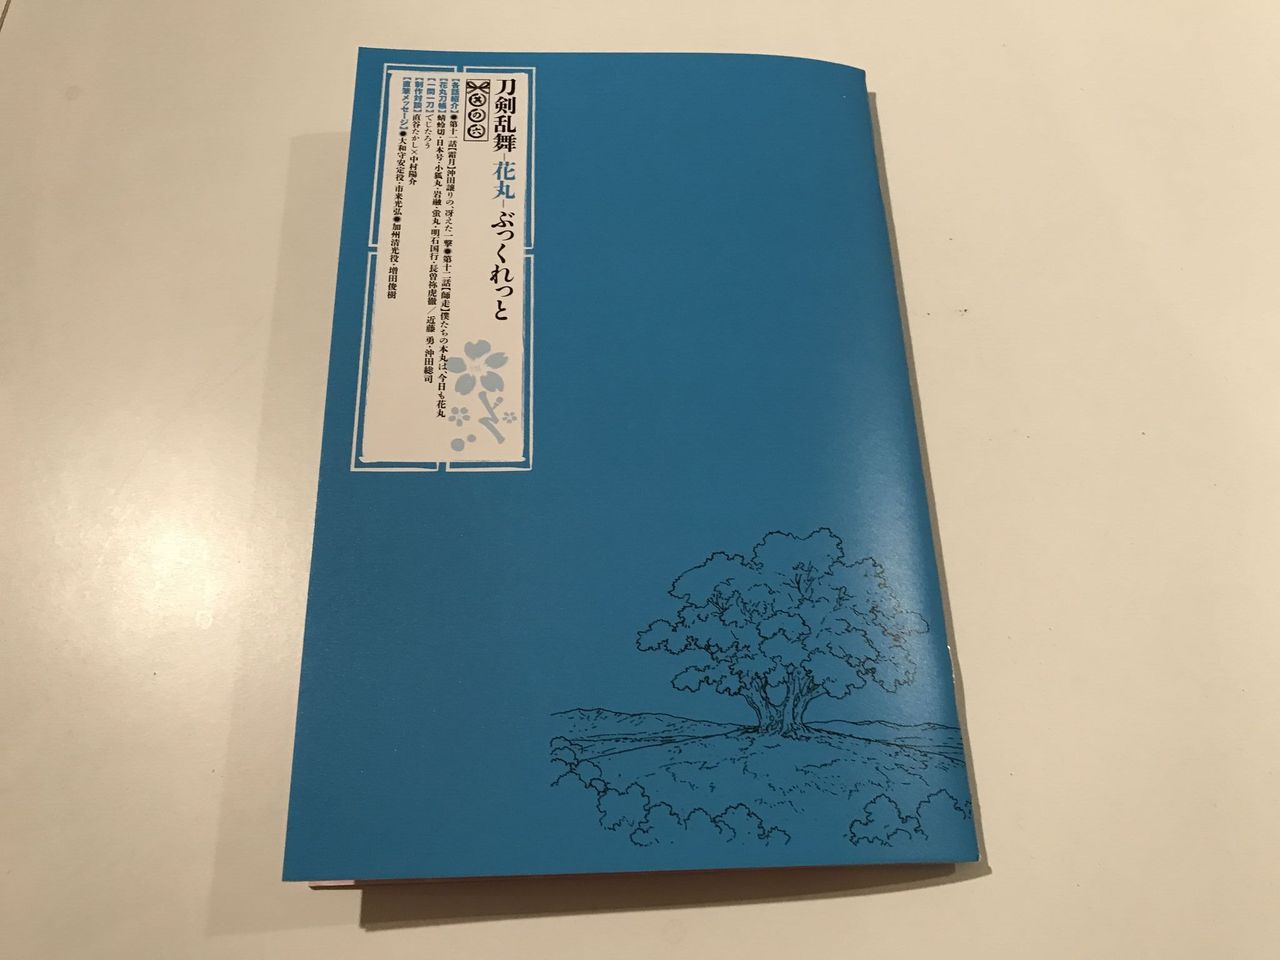 刀剣乱舞-花丸-ぶっくれっと
其の六
【各話紹介】●第十一話【霜月】沖田譲りの、冴えた一撃●第十二話【師走】僕たちの本丸は、今日も花丸
【花丸刀帳】蜻蛉切・日本号・小狐丸・岩融・蛍丸・明石国行・長曽祢虎徹／近藤 勇・沖田総司
【一問一刀】でじたろう
【制作対談】直谷たかし×中村陽介
【直筆メッセージ】●大和守安定役・市来光弘●加州清光役・増田俊樹